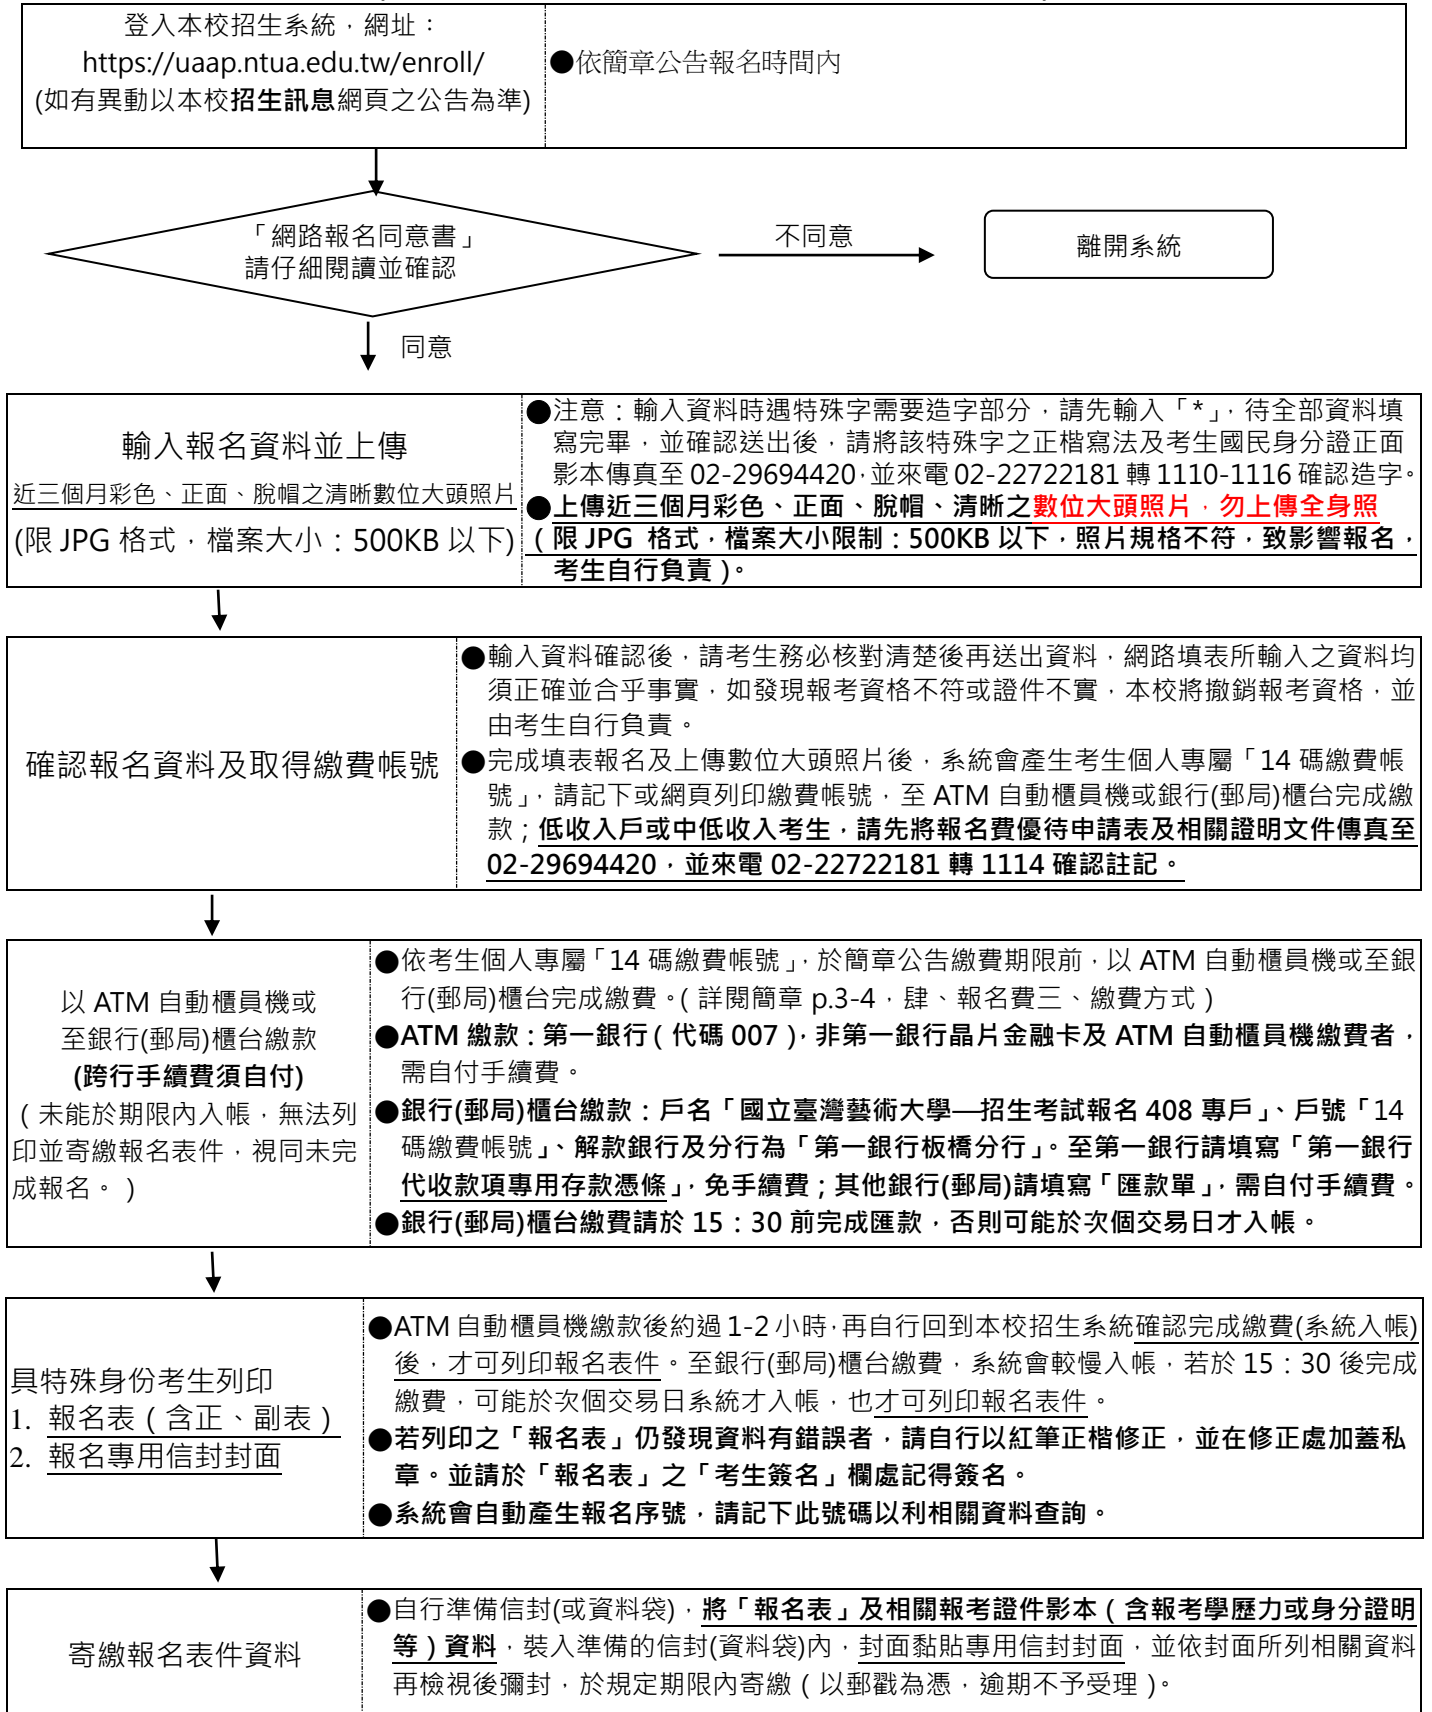 登入本校招生系統，網址：
https://uaap.ntua.edu.tw/enroll/
(如有異動以本校招生訊息網頁之公告為準)
●依簡章公告報名時間內
「網路報名同意書」
請仔細閱讀並確認
不同意
離開系統
同意
輸入報名資料並上傳
近三個月彩色、正面、脫帽之清晰數位大頭照片
(限 JPG 格式，檔案大小：500KB 以下)
●注意：輸入資料時遇特殊字需要造字部分，請先輸入「*」，待全部資料填
寫完畢，並確認送出後，請將該特殊字之正楷寫法及考生國民身分證正面
影本傳真至 02-29694420，並來電 02-22722181 轉 1110-1116 確認造字。
●上傳近三個月彩色、正面、脫帽、清晰之數位大頭照片，勿上傳全身照
（限 JPG 格式，檔案大小限制：500KB 以下，照片規格不符，致影響報名，
考生自行負責）。
確認報名資料及取得繳費帳號
●輸入資料確認後，請考生務必核對清楚後再送出資料，網路填表所輸入之資料均
須正確並合乎事實，如發現報考資格不符或證件不實，本校將撤銷報考資格，並
由考生自行負責。
●完成填表報名及上傳數位大頭照片後，系統會產生考生個人專屬「14 碼繳費帳
號」，請記下或網頁列印繳費帳號，至 ATM 自動櫃員機或銀行(郵局)櫃台完成繳
款；低收入戶或中低收入考生，請先將報名費優待申請表及相關證明文件傳真至
02-29694420，並來電 02-22722181 轉 1114 確認註記。
以 ATM 自動櫃員機或
至銀行(郵局)櫃台繳款
(跨行手續費須自付)
（未能於期限內入帳，無法列
印並寄繳報名表件，視同未完
成報名。）
●依考生個人專屬「14 碼繳費帳號」，於簡章公告繳費期限前，以 ATM 自動櫃員機或至銀
行(郵局)櫃台完成繳費。（詳閱簡章 p.3-4，肆、報名費三、繳費方式）
●ATM 繳款：第一銀行（代碼 007），非第一銀行晶片金融卡及 ATM 自動櫃員機繳費者，
需自付手續費。
●銀行(郵局)櫃台繳款：戶名「國立臺灣藝術大學—招生考試報名 408 專戶」、戶號「14
碼繳費帳號」、解款銀行及分行為「第一銀行板橋分行」。至第一銀行請填寫「第一銀行
代收款項專用存款憑條」，免手續費；其他銀行(郵局)請填寫「匯款單」，需自付手續費。
●銀行(郵局)櫃台繳費請於 15：30 前完成匯款，否則可能於次個交易日才入帳。
具特殊身份考生列印
1. 報名表（含正、副表）
2. 報名專用信封封面
●ATM 自動櫃員機繳款後約過 1-2 小時，再自行回到本校招生系統確認完成繳費(系統入帳)
後，才可列印報名表件。至銀行(郵局)櫃台繳費，系統會較慢入帳，若於 15：30 後完成
繳費，可能於次個交易日系統才入帳，也才可列印報名表件。
●若列印之「報名表」仍發現資料有錯誤者，請自行以紅筆正楷修正，並在修正處加蓋私
章。並請於「報名表」之「考生簽名」欄處記得簽名。
●系統會自動產生報名序號，請記下此號碼以利相關資料查詢。
寄繳報名表件資料
●自行準備信封(或資料袋)，將「報名表」及相關報考證件影本（含報考學歷力或身分證明
等）資料，裝入準備的信封(資料袋)內，封面黏貼專用信封封面，並依封面所列相關資料
再檢視後彌封，於規定期限內寄繳（以郵戳為憑，逾期不予受理）。